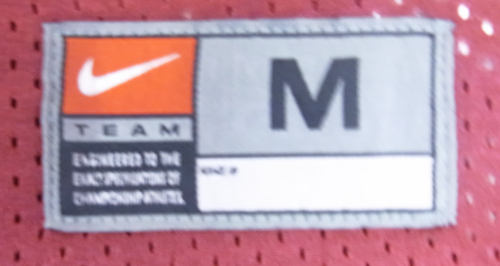 TEAM
M
ENGINEERED TO THE
EXACT SPECIFICATIONS OF
CHAMPIONSHIP ATHLETES.